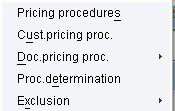 Pricing procedures
Cust.pricing proc.
Doc.pricing proc.
Proc.determination
Exclusion